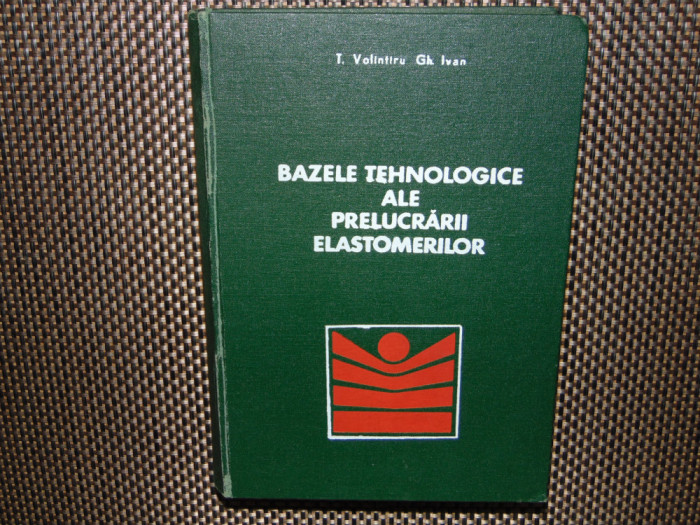 T. Volintiru Gh. Ivan
BAZELE TEHNOLOGICE
ALE
PRELUCRĂRII
ELASTOMERILOR